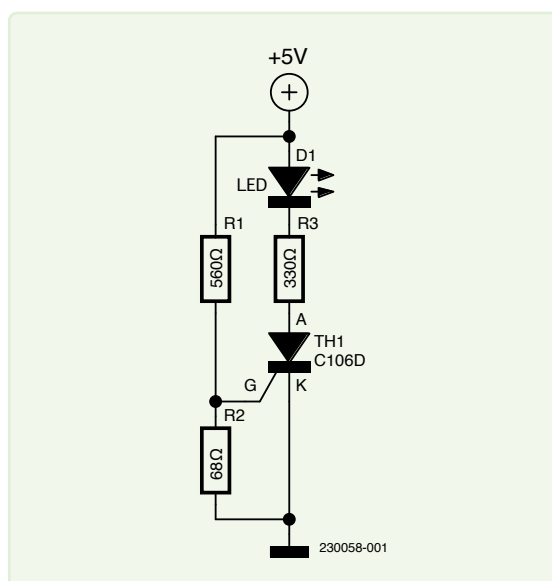 +5V
D1
LED
R1
R3
560Ω
330Ω
A
TH1
C106D
G
K
R2
68Ω
230058-001